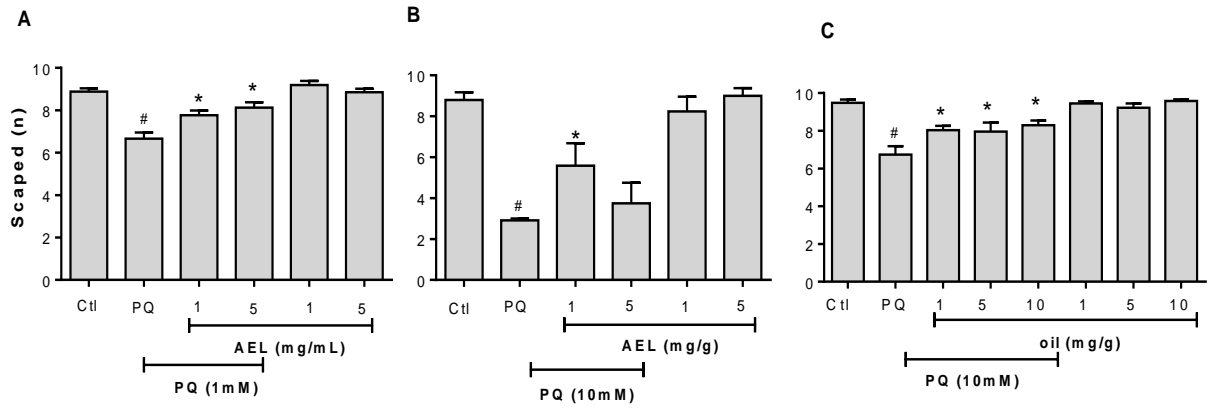 A
Scaped (n)
10
8
6
4
2
0
#
*
*
Ctl PQ 1 5 1 5
AEL (mg/mL)
PQ (1mM)
B
10
8
6
4
2
0
#
*
Ctl PQ 1 5 1 5
AEL (mg/g)
PQ (10mM)
C
10
8
6
4
2
0
#
*
*
*
Ctl PQ 1 5 10 1 5 10
oil (mg/g)
PQ (10mM)